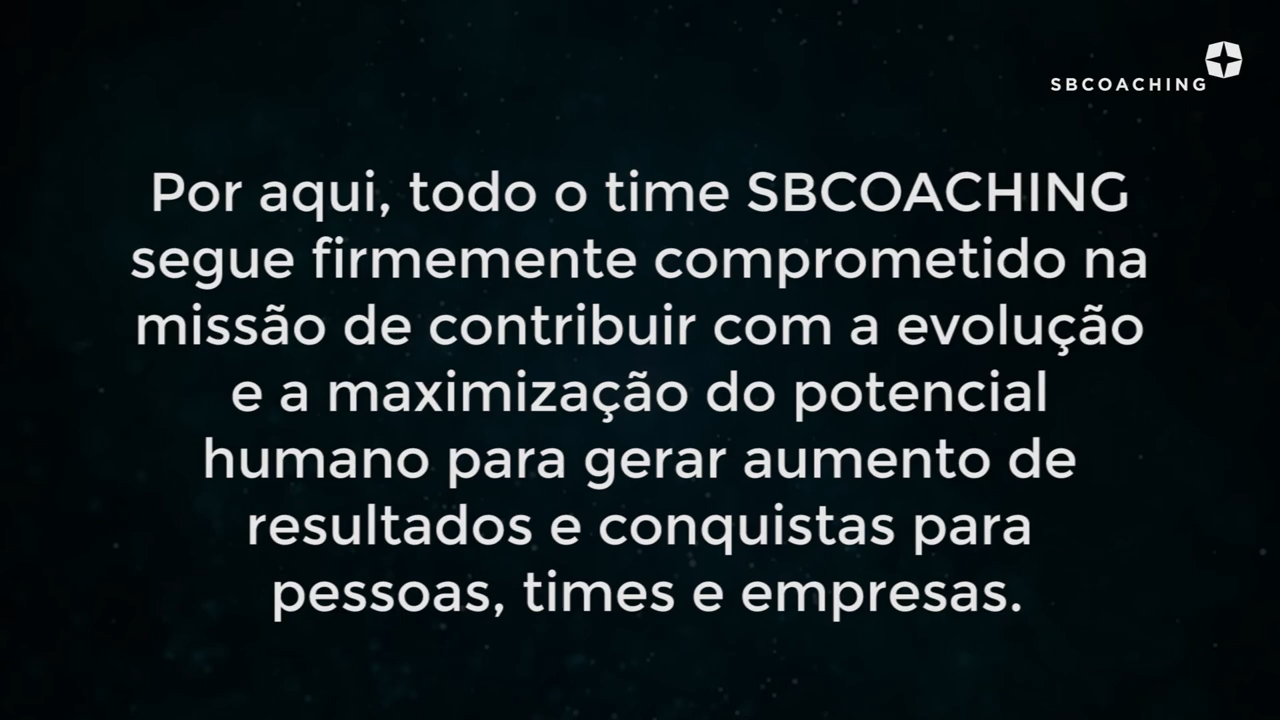 SBCOACHING
Por aqui, todo o time SBCOACHING
segue firmemente comprometido na
missão de contribuir com a evolução
e a maximização do potencial
humano para gerar aumento de
resultados e conquistas para
pessoas, times e empresas.